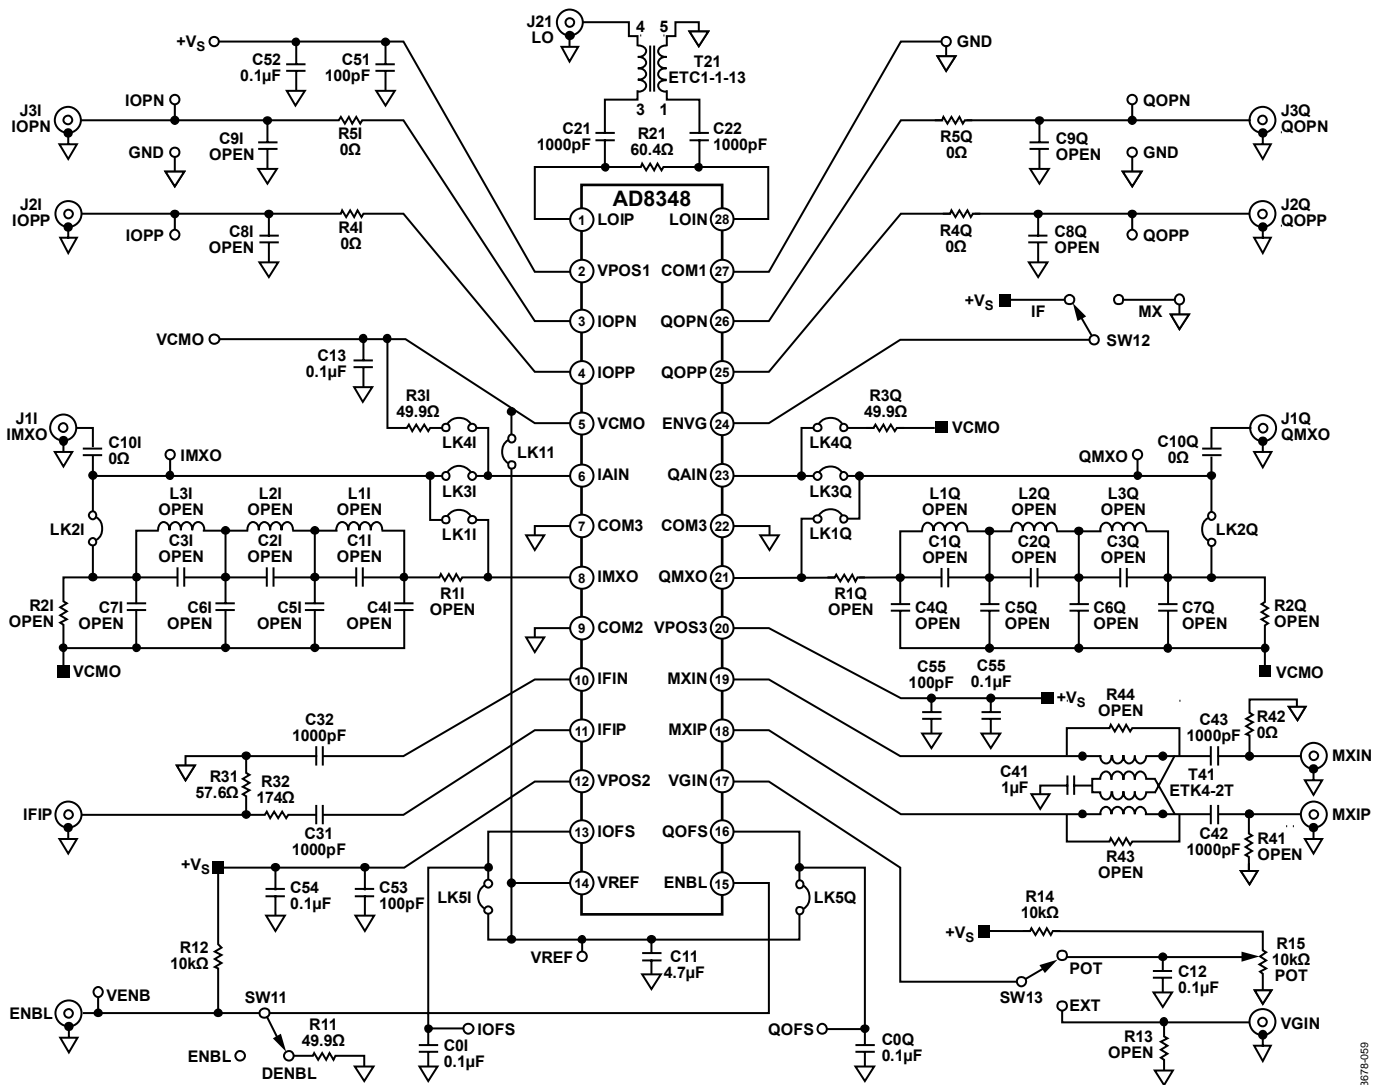 J21
LO
4 5
T21
ETC1-1-13
3 1
+VS
C52
0.1µF
C51
100pF
GND
J3I
IOPN
IOPN
C9I
OPEN
R5I
0Ω
GND
C21
1000pF
R21
60.4Ω
C22
1000pF
R5Q
0Ω
C9Q
OPEN
QOPN
GND
J3Q
QOPN
J2I
IOPP
IOPP
C8I
OPEN
R4I
0Ω
R4Q
0Ω
C8Q
OPEN
QOPP
J2Q
QOPP
AD8348
1 LOIP
LOIN 28
2 VPOS1
COM1 27
3 IOPN
QOPN 26
4 IOPP
QOPP 25
5 VCMO
ENVG 24
6 IAIN
QAIN 23
7 COM3
COM3 22
8 IMXO
QMXO 21
9 COM2
VPOS3 20
10 IFIN
MXIN 19
11 IFIP
MXIP 18
12 VPOS2
VGIN 17
13 IOFS
QOFS 16
14 VREF
ENBL 15
+VS
IF
MX
SW12
VCMO
C13
0.1µF
R3I
49.9Ω
LK4I
LK11
LK3I
LK1I
R3Q
49.9Ω
VCMO
LK4Q
LK3Q
LK1Q
J1I
IMXO
C10I
0Ω
IMXO
J1Q
QMXO
C10Q
0Ω
QMXO
LK2I
L3I
OPEN
L2I
OPEN
L1I
OPEN
C3I
OPEN
C2I
OPEN
C1I
OPEN
R1I
OPEN
R2I
OPEN
C7I
OPEN
C6I
OPEN
C5I
OPEN
C4I
OPEN
VCMO
L1Q
OPEN
L2Q
OPEN
L3Q
OPEN
LK2Q
C1Q
OPEN
C2Q
OPEN
C3Q
OPEN
R1Q
OPEN
C4Q
OPEN
C5Q
OPEN
C6Q
OPEN
C7Q
OPEN
R2Q
OPEN
VCMO
C55
100pF
C55
0.1µF
+VS
C32
1000pF
R31
57.6Ω
R32
174Ω
C31
1000pF
IFIP
R44
OPEN
C43
1000pF
R42
0Ω
MXIN
C41
1µF
T41
ETK4-2T
MXIP
R43
OPEN
C42
1000pF
R41
OPEN
+VS
C54
0.1µF
C53
100pF
LK5I
LK5Q
R12
10kΩ
VREF
C11
4.7µF
R14
10kΩ
+VS
R15
10kΩ
POT
POT
C12
0.1µF
SW13
EXT
R13
OPEN
VGIN
ENBL
VENB
SW11
R11
49.9Ω
ENBL
DENBL
IOFS
C0I
0.1µF
QOFS
C0Q
0.1µF